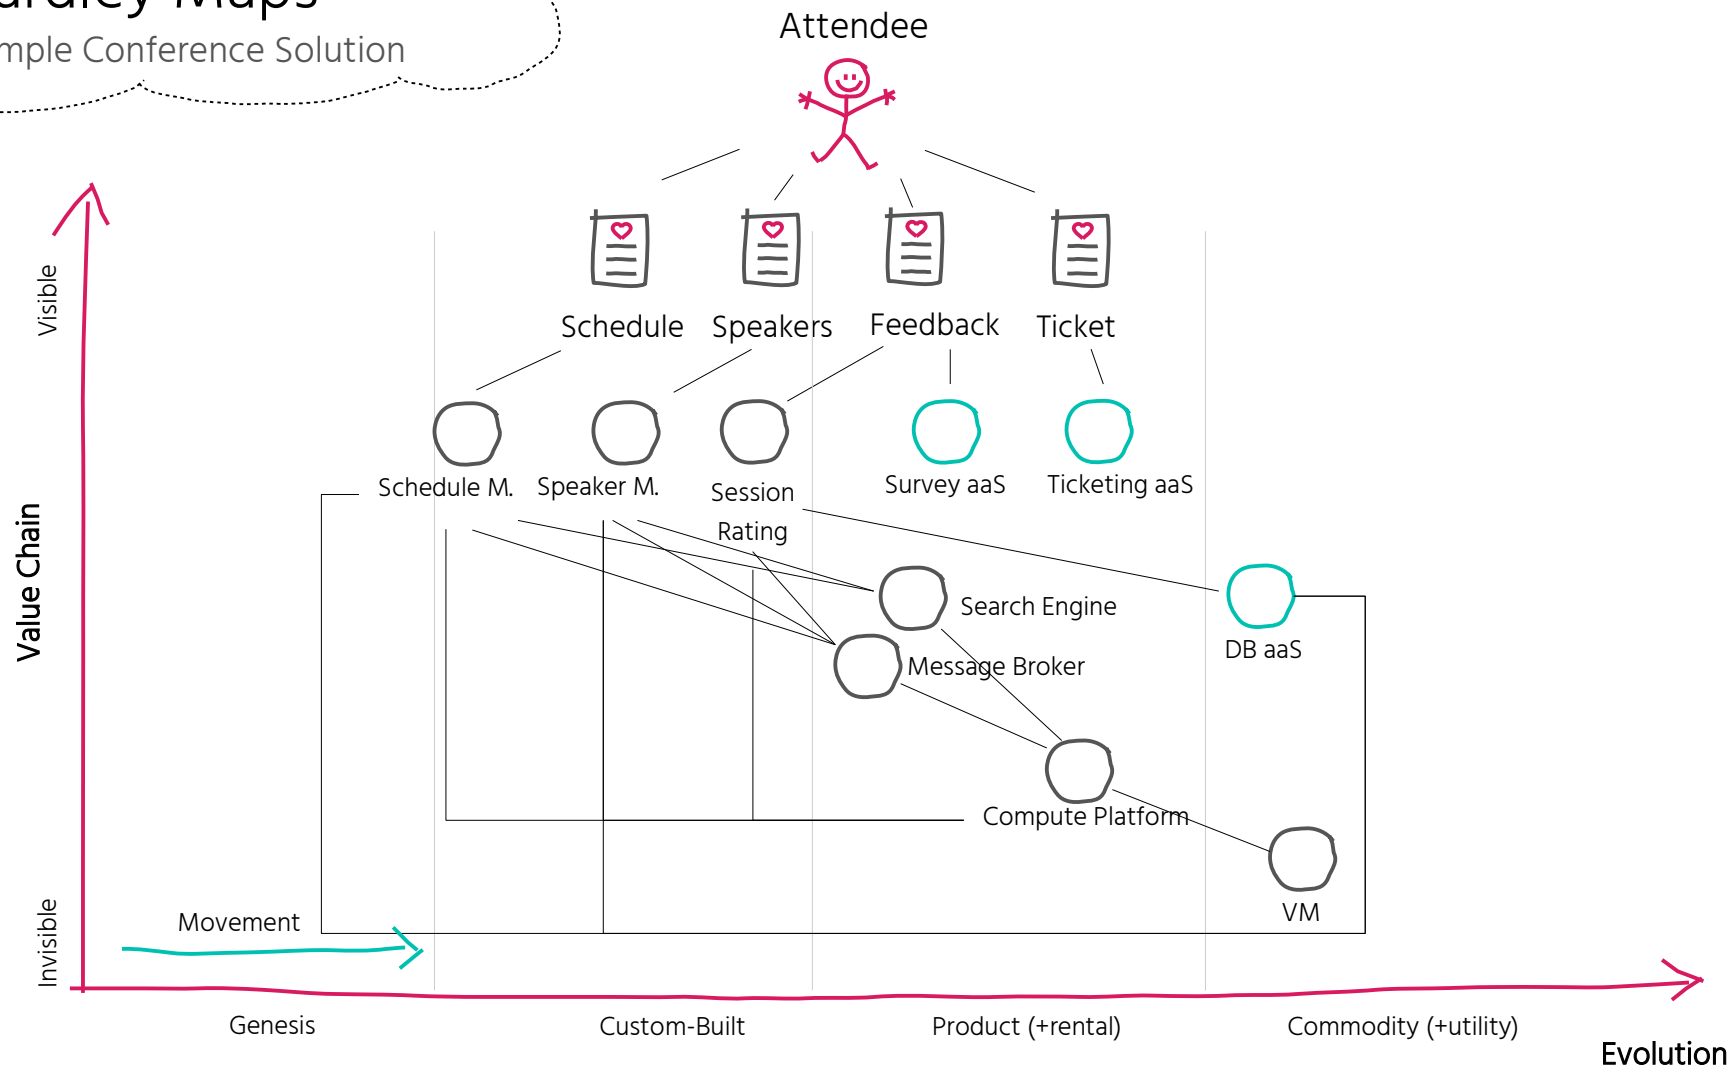 Maps
Conference Solution
Attendee
Visible
Schedule
Speakers
Feedback
Ticket
Schedule M.
Speaker M.
Session
Rating
Survey aaS
Ticketing aaS
Value Chain
Search Engine
Message Broker
DB aaS
Compute Platform
VM
Movement
Invisible
Genesis
Custom-Built
Product (+rental)
Commodity (+utility)
Evolution